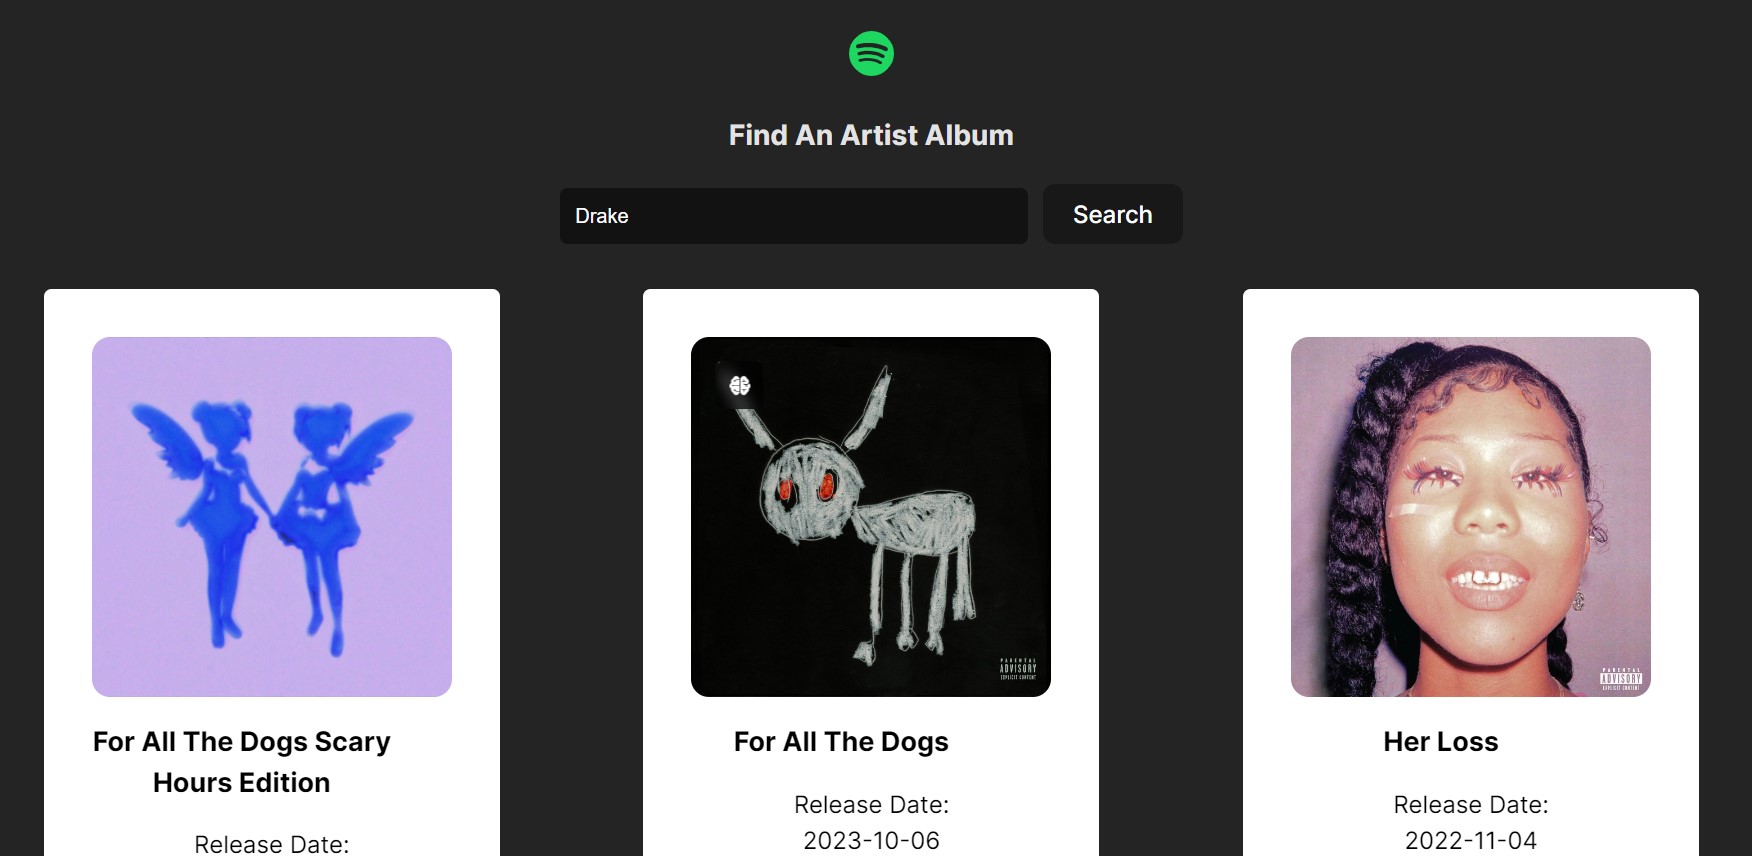 Find An Artist Album
Drake
Search
For All The Dogs Scary
Hours Edition
Release Date:
PARENTAL
ADVISORY
EXPLICIT CONTENT
For All The Dogs
Release Date:
2023-10-06
PARENTAL
ADVISORY
EXPLICIT CONTENT
Her Loss
Release Date:
2022-11-04